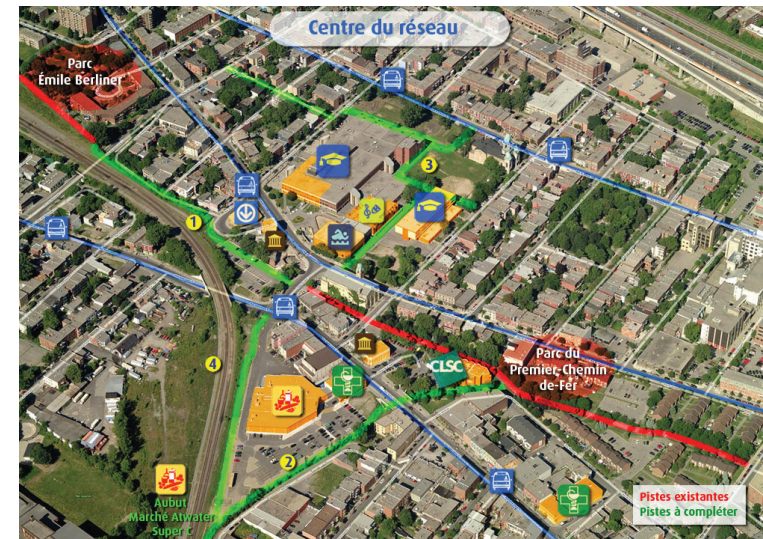 Centre du réseau
Parc
Émile Berliner
3
1
4
CLSC
Parc du
Premier-Chemin
de-Fer
2
Aubut
Marché Atwater
Super C
Pistes existantes
Pistes à compléter